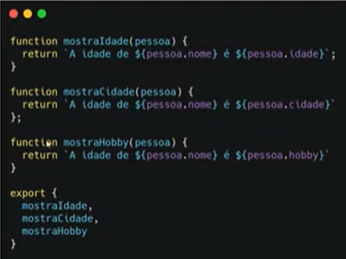 function mostraIdade(pessoa) {
return `A idade de ${pessoa.nome} é ${pessoa.idade}`;
}
function mostraCidade(pessoa) {
return `A idade de ${pessoa.nome} é ${pessoa.cidade}`
};
function mostraHobby(pessoa) {
return `A idade de ${pessoa.nome} é ${pessoa.hobby}`
}
export {
mostraIdade,
mostraCidade,
mostraHobby
}